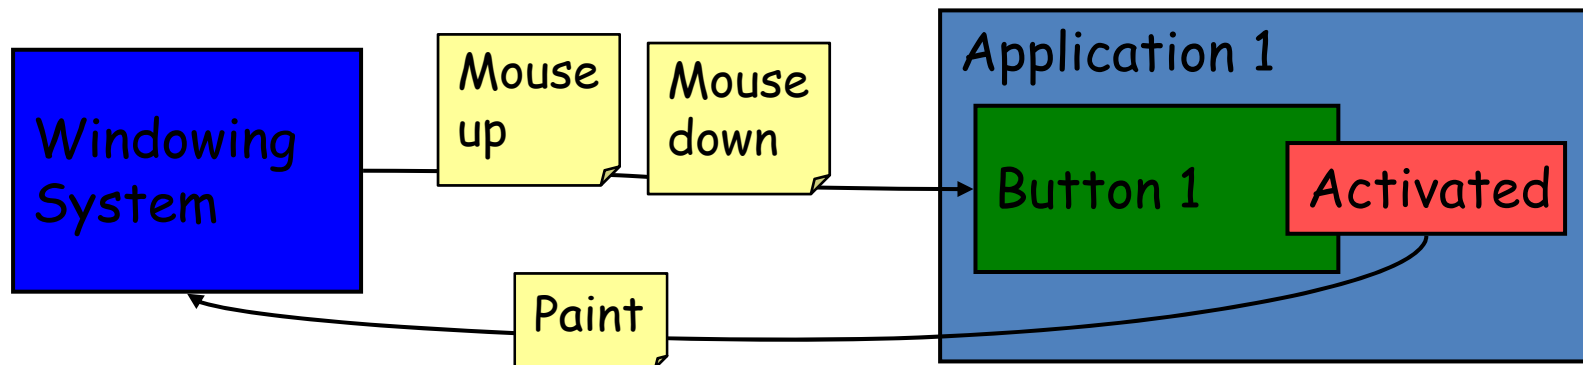 Windowing
System
Mouse
up
Mouse
down
Application 1
Button 1
Activated
Paint